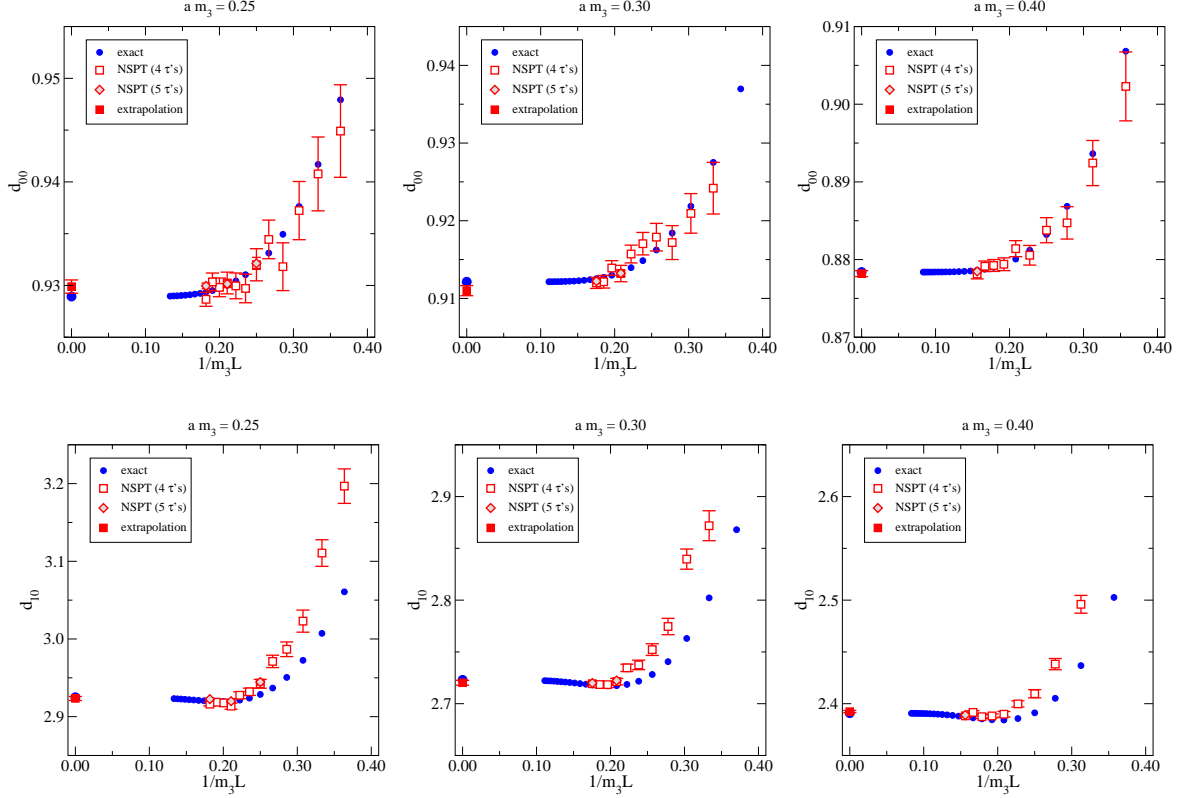 a m3 = 0.25
exact
NSPT (4 τ's)
NSPT (5 τ's)
extrapolation
0.95
0.94
0.93
d00
0.00 0.10 0.20 0.30 0.40
1/m3L
a m3 = 0.30
exact
NSPT (4 τ's)
NSPT (5 τ's)
extrapolation
0.94
0.93
0.92
0.91
d00
0.00 0.10 0.20 0.30 0.40
1/m3L
a m3 = 0.40
exact
NSPT (4 τ's)
NSPT (5 τ's)
extrapolation
0.91
0.90
0.89
0.88
0.87
d00
0.00 0.10 0.20 0.30 0.40
1/m3L
a m3 = 0.25
exact
NSPT (4 τ's)
NSPT (5 τ's)
extrapolation
3.2
3.1
3.0
2.9
d10
0.00 0.10 0.20 0.30 0.40
1/m3L
a m3 = 0.30
exact
NSPT (4 τ's)
NSPT (5 τ's)
extrapolation
2.9
2.8
2.7
d10
0.00 0.10 0.20 0.30 0.40
1/m3L
a m3 = 0.40
exact
NSPT (4 τ's)
NSPT (5 τ's)
extrapolation
2.6
2.5
2.4
2.3
d10
0.00 0.10 0.20 0.30 0.40
1/m3L